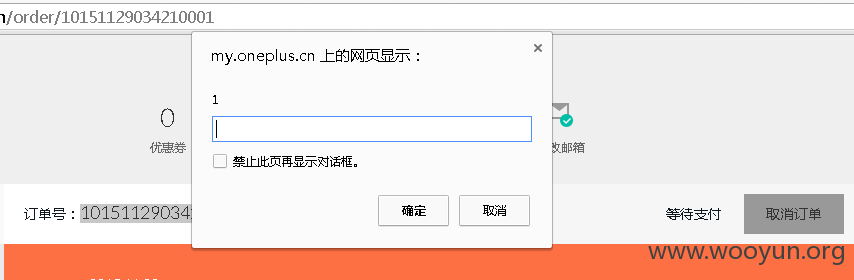 /order/10151129034210001
my.oneplus.cn 上的网页显示：
1
0
优惠券
改邮箱
禁止此页再显示对话框。
确定
取消
订单号：101511290342
等待支付
取消订单
www.wooyun.org